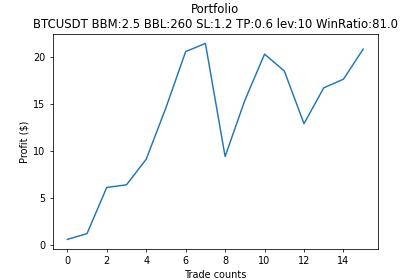 Portfolio
BTCUSDT BBM:2.5 BBL:260 SL:1.2 TP:0.6 lev:10 WinRatio:81.0
20
15
10
5
0
Profit ($)
0 2 4 6 8 10 12 14
Trade counts